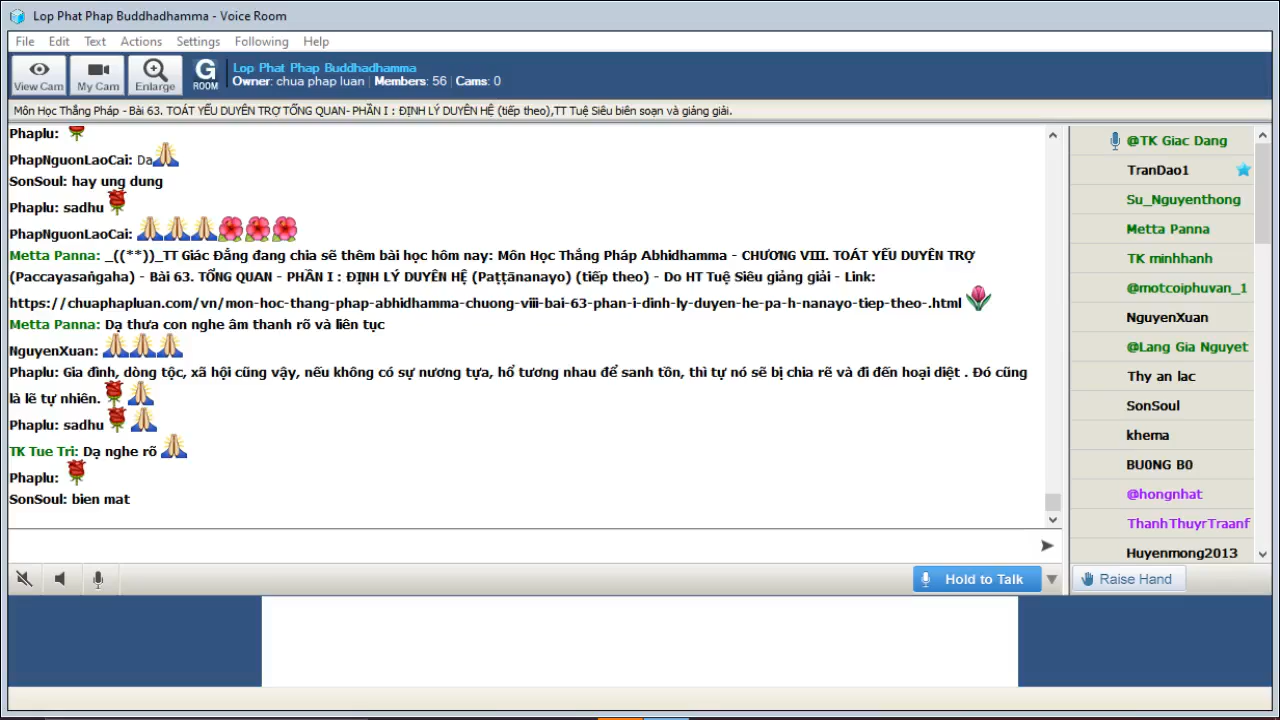 Lop Phat Phap Buddhadhamma - Voice Room
File Edit Text Actions Settings Following Help
View Cam My Cam Enlarge G ROOM
Lop Phat Phap Buddhadhamma
Owner: chua phap luan | Members: 56 | Cams: 0
Môn Học Thắng Pháp - Bài 63. TOÁT YẾU DUYÊN TRỢ TỔNG QUAN- PHẦN I : ĐỊNH LÝ DUYÊN HỆ (tiếp theo),TT Tuệ Siêu biên soạn và giảng giải.
Phaplu:
PhapNguonLaoCai: Da
SonSoul: hay ung dung
Phaplu: sadhu
PhapNguonLaoCai:
Metta Panna: _((**))_TT Giác Đẳng đang chia sẽ thêm bài học hôm nay: Môn Học Thắng Pháp Abhidhamma - CHƯƠNG VIII. TOÁT YẾU DUYÊN TRỢ
(Paccayasaṅgaha) - Bài 63. TỔNG QUAN - PHẦN I : ĐỊNH LÝ DUYÊN HỆ (Paṭṭānanayo) (tiếp theo) - Do HT Tuệ Siêu giảng giải - Link:
https://chuaphapluan.com/vn/mon-hoc-thang-phap-abhidhamma-chuong-viii-bai-63-phan-i-dinh-ly-duyen-he-pa-h-nanayo-tiep-theo-.html
Metta Panna: Dạ thưa con nghe âm thanh rõ và liên tục
NguyenXuan:
Phaplu: Gia đình, dòng tộc, xã hội cũng vậy, nếu không có sự nương tựa, hổ tương nhau để sanh tồn, thì tự nó sẽ bị chia rẽ và đi đến hoại diệt . Đó cũng
là lẽ tự nhiên.
Phaplu: sadhu
TK Tue Tri: Dạ nghe rõ
Phaplu:
SonSoul: bien mat
@TK Giac Dang
TranDao1
Su_Nguyenthong
Metta Panna
TK minhhanh
@motcoiphuvan_1
NguyenXuan
@Lang Gia Nguyet
Thy an lac
SonSoul
khema
BU0NG B0
@hongnhat
ThanhThuyrTraanf
Huyenmong2013
Hold to Talk
Raise Hand